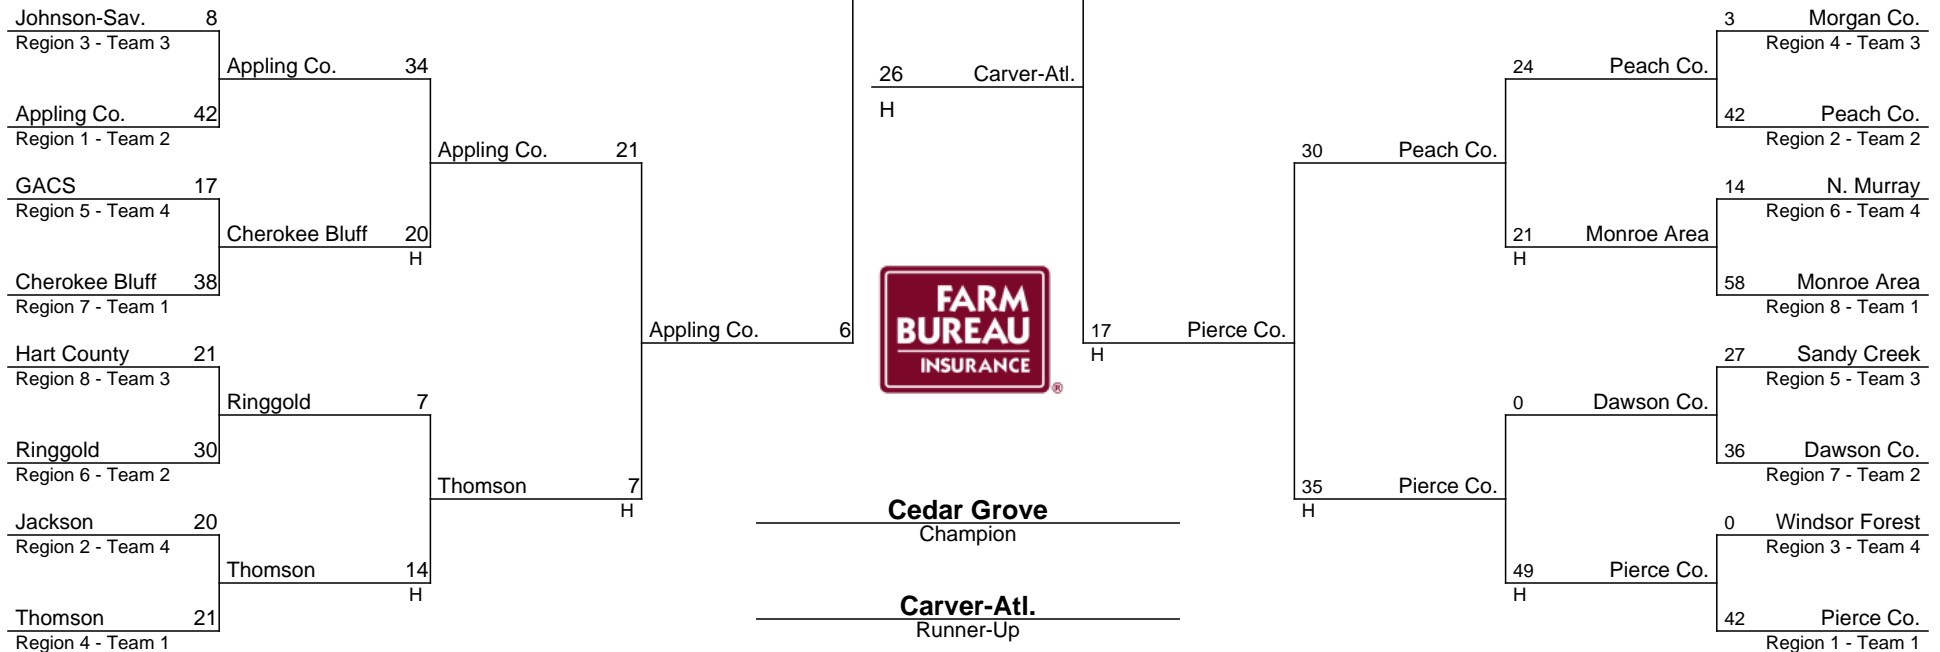 Johnson-Sav. 8
Region 3 - Team 3
Appling Co. 34
Appling Co. 42
Region 1 - Team 2
Appling Co. 21
GACS 17
Region 5 - Team 4
Cherokee Bluff 20
H
Cherokee Bluff 38
Region 7 - Team 1
Appling Co. 6
Hart County 21
Region 8 - Team 3
Ringgold 7
Ringgold 30
Region 6 - Team 2
Thomson 7
H
Jackson 20
Region 2 - Team 4
Thomson 14
H
Thomson 21
Region 4 - Team 1
26 Carver-Atl.
H
FARM
BUREAU
INSURANCE
®
Cedar Grove
Champion
Carver-Atl.
Runner-Up
3 Morgan Co.
Region 4 - Team 3
24 Peach Co.
42 Peach Co.
Region 2 - Team 2
30 Peach Co.
14 N. Murray
Region 6 - Team 4
21 Monroe Area
H
58 Monroe Area
Region 8 - Team 1
17 Pierce Co.
H
27 Sandy Creek
Region 5 - Team 3
0 Dawson Co.
36 Dawson Co.
Region 7 - Team 2
35 Pierce Co.
H
0 Windsor Forest
Region 3 - Team 4
49 Pierce Co.
H
42 Pierce Co.
Region 1 - Team 1